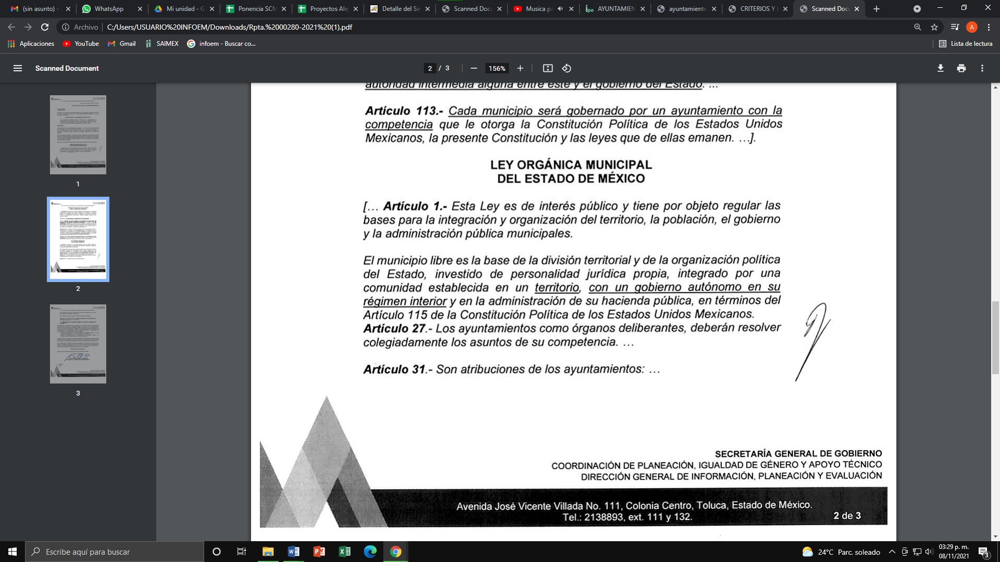 (sin asunto) -
WhatsApp
Mi unidad - G
Ponencia SCM
Proyectos Ale
Detalle del Se
Scanned Docu
Musica pa
AYUNTAMIEN
ayuntamiento
CRITERIOS Y
Scanned Doc
Archivo
C:/Users/USUARIO%20INFOEM/Downloads/Rpta.%2000280-2021%20(1).pdf
A
Aplicaciones
YouTube
Gmail
SAIMEX
infoem - Buscar co...
Lista de lectura
Scanned Document
2 / 3
156%
1
2
3
autoridad intermedia alguna entre éste y el gobierno del Estado. ...
Artículo 113.- Cada municipio será gobernado por un ayuntamiento con la
competencia que le otorga la Constitución Política de los Estados Unidos
Mexicanos, la presente Constitución y las leyes que de ellas emanen. ...].
LEY ORGÁNICA MUNICIPAL
DEL ESTADO DE MÉXICO
[... Artículo 1.- Esta Ley es de interés público y tiene por objeto regular las
bases para la integración y organización del territorio, la población, el gobierno
y la administración pública municipales.
El municipio libre es la base de la división territorial y de la organización política
del Estado, investido de personalidad jurídica propia, integrado por una
comunidad establecida en un territorio, con un gobierno autónomo en su
régimen interior y en la administración de su hacienda pública, en términos del
Artículo 115 de la Constitución Política de los Estados Unidos Mexicanos.
Artículo 27.- Los ayuntamientos como órganos deliberantes, deberán resolver
colegiadamente los asuntos de su competencia. ...
Artículo 31.- Son atribuciones de los ayuntamientos: ...
SECRETARÍA GENERAL DE GOBIERNO
COORDINACIÓN DE PLANEACIÓN, IGUALDAD DE GÉNERO Y APOYO TÉCNICO
DIRECCIÓN GENERAL DE INFORMACIÓN, PLANEACIÓN Y EVALUACIÓN
Avenida José Vicente Villada No. 111, Colonia Centro, Toluca, Estado de México.
Tel.: 2138893, ext. 111 y 132.
2 de 3
Escribe aquí para buscar
24°C Parc. soleado
03:29 p. m.
08/11/2021
3